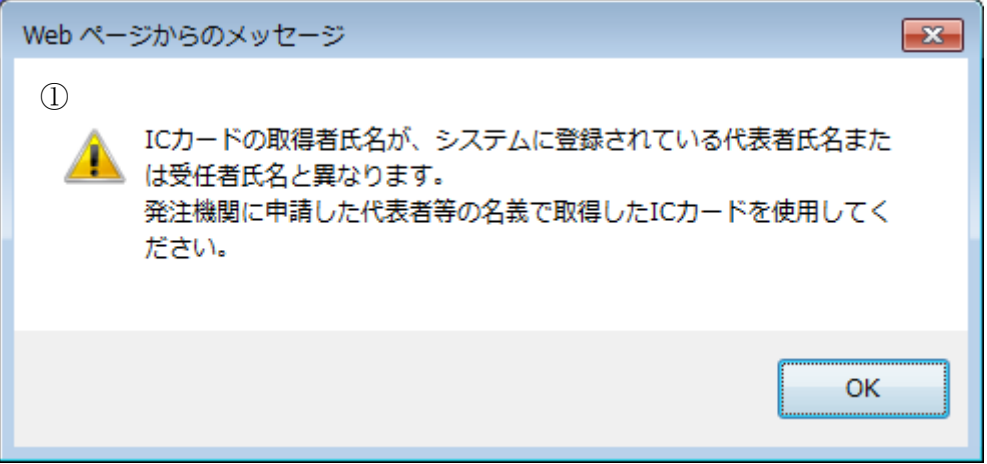 Web ページからのメッセージ
①
ICカードの取得者氏名が、システムに登録されている代表者氏名また
は受任者氏名と異なります。
発注機関に申請した代表者等の名義で取得したICカードを使用してく
ださい。
OK